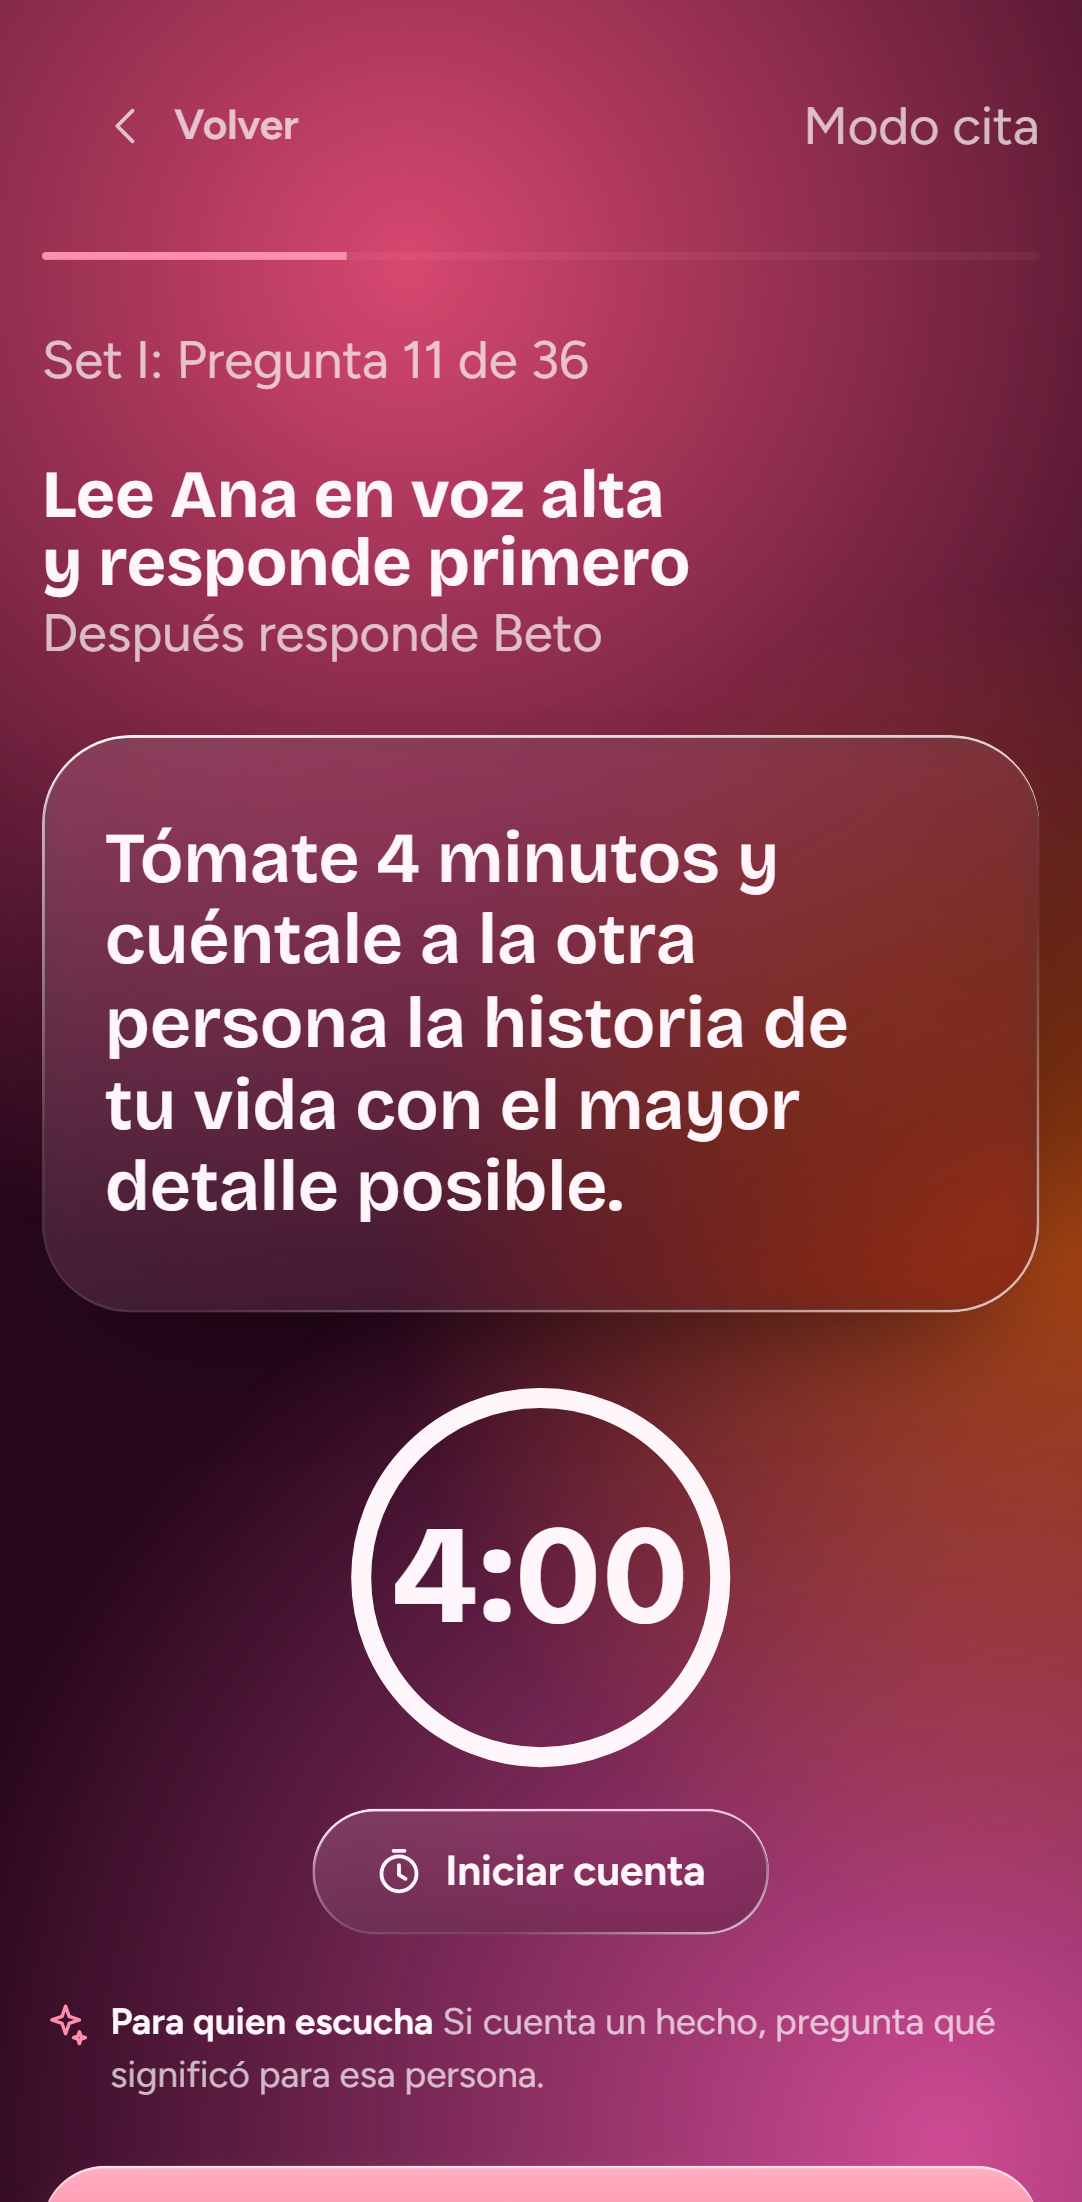 Volver
Modo cita
Set I: Pregunta 11 de 36
Lee Ana en voz alta
y responde primero
Después responde Beto
Tómate 4 minutos y
cuéntale a la otra
persona la historia de
tu vida con el mayor
detalle posible.
4:00
Iniciar cuenta
Para quien escucha Si cuenta un hecho, pregunta qué
significó para esa persona.